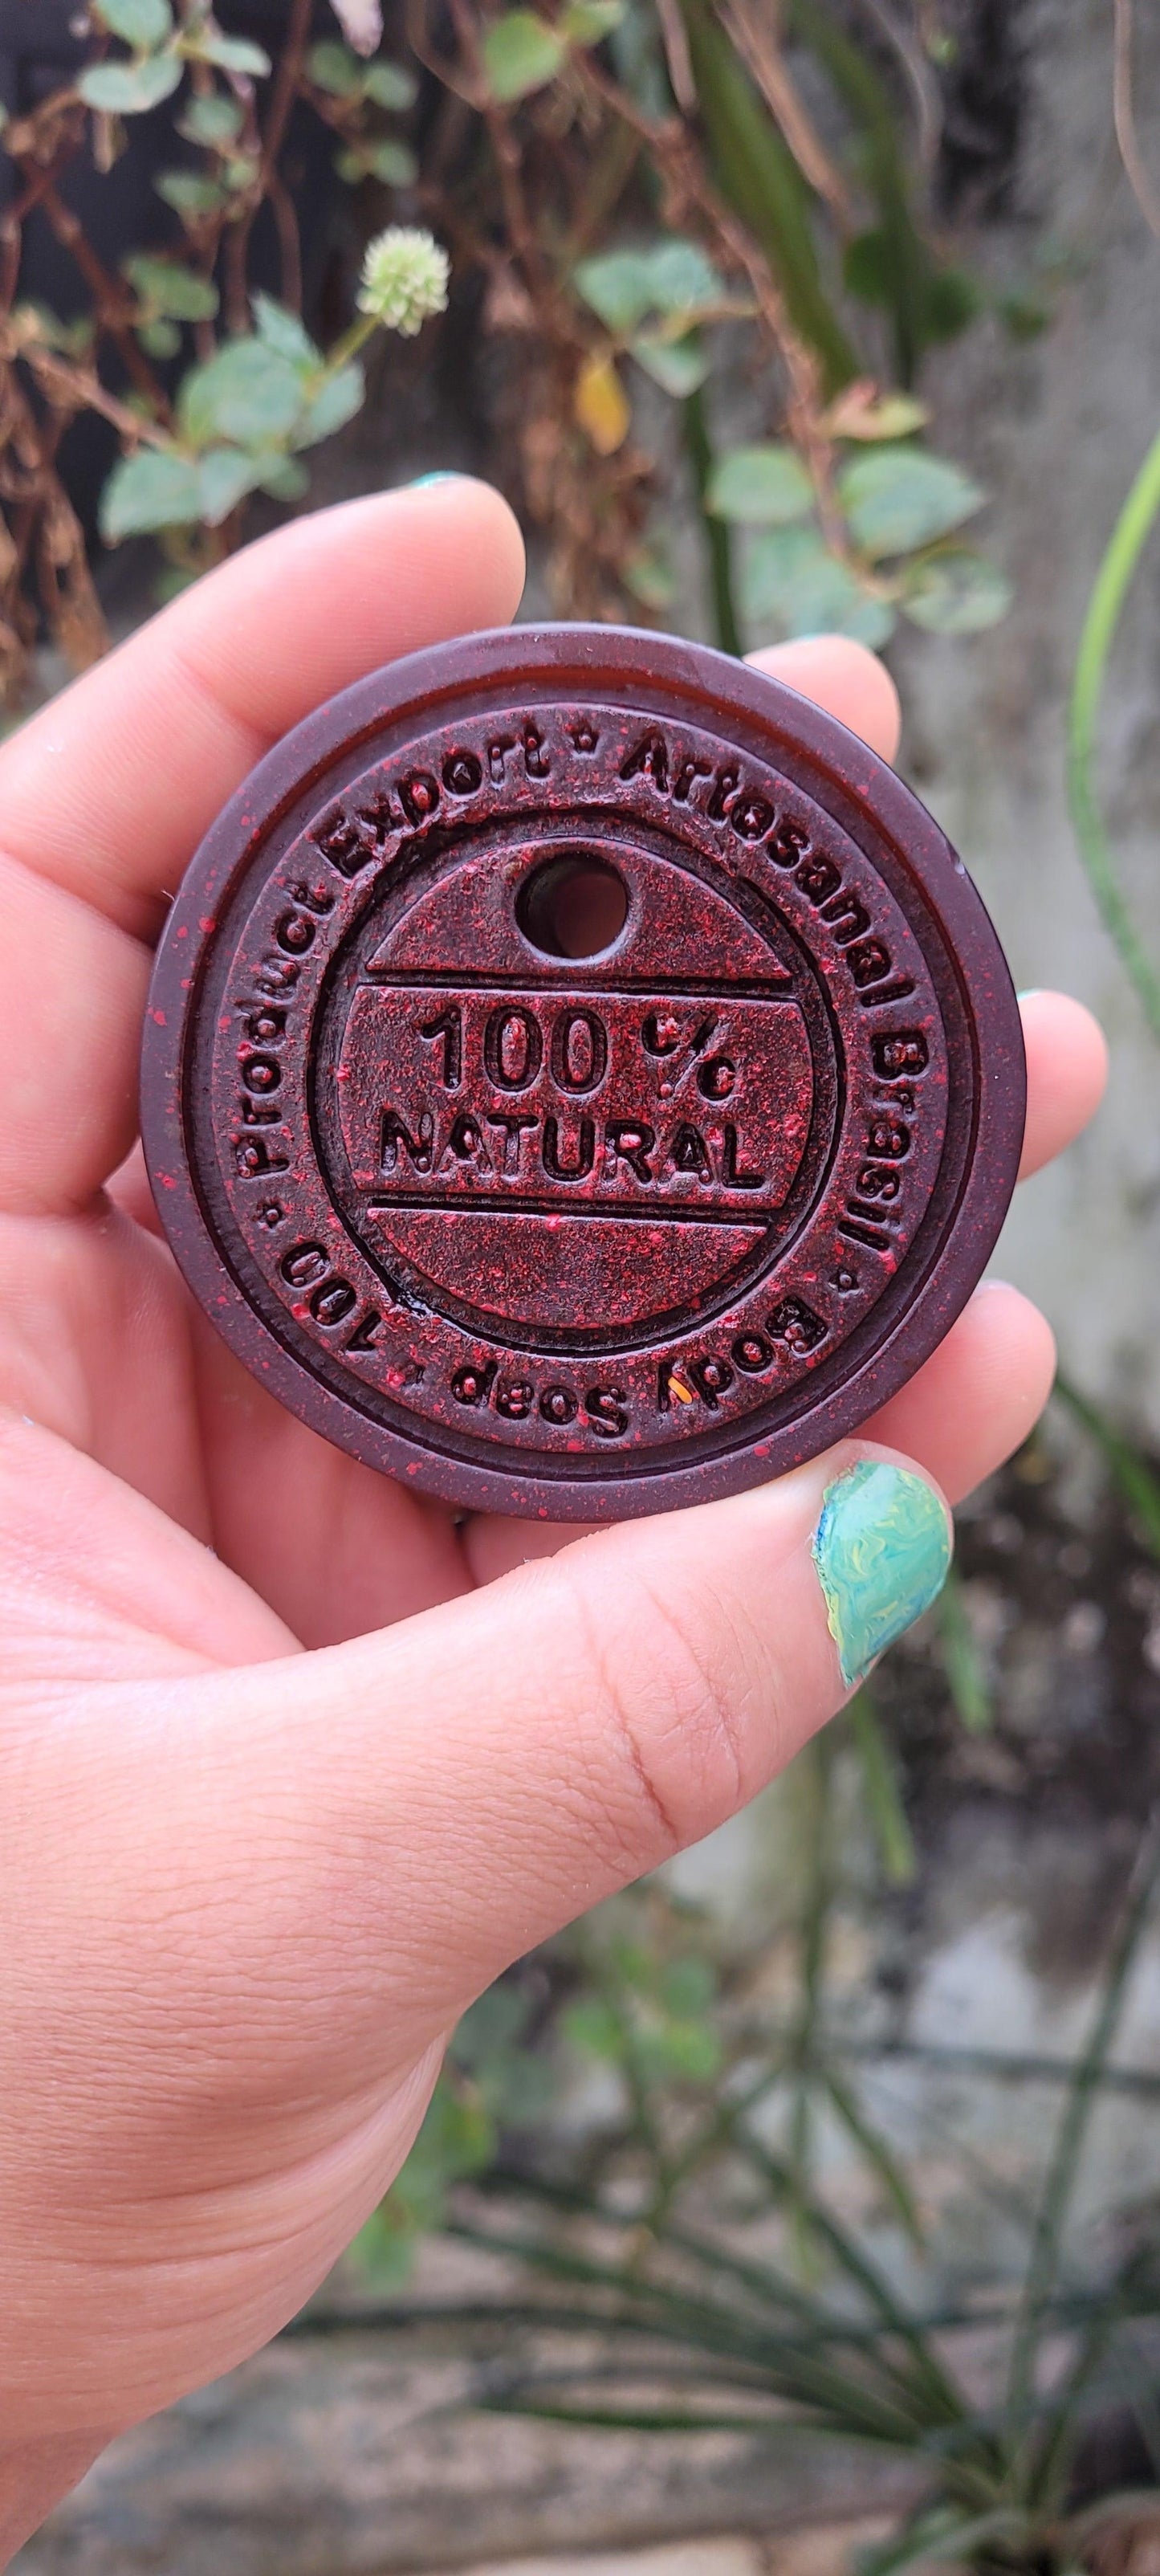 Product Export * Artesanal Brasil * Body Soap * 100 *
100 %
NATURAL